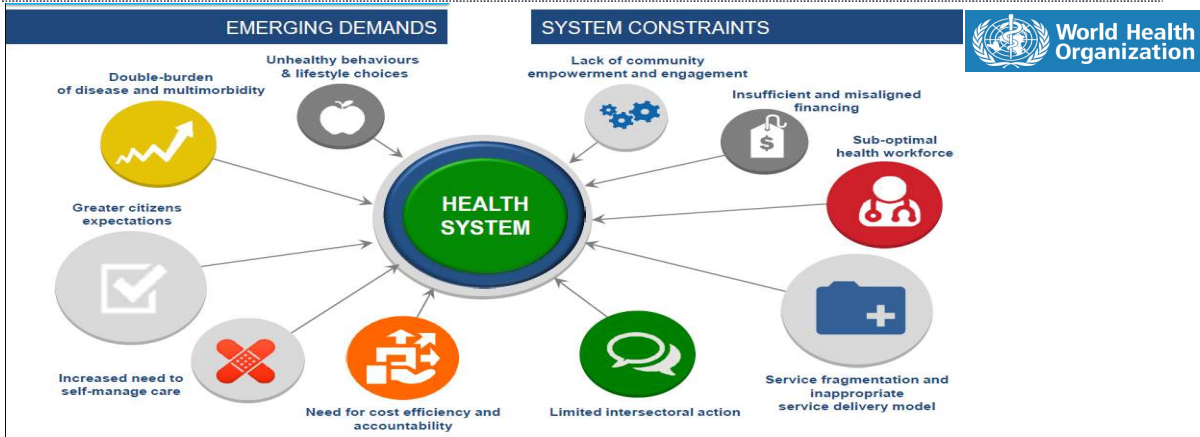 EMERGING DEMANDS
SYSTEM CONSTRAINTS
World Health
Organization
Unhealthy behaviours
& lifestyle choices
Double-burden
of disease and multimorbidity
Greater citizens
expectations
Increased need to
self-manage care
Need for cost efficiency and
accountability
HEALTH
SYSTEM
Lack of community
empowerment and engagement
Insufficient and misaligned
financing
$
Sub-optimal
health workforce
Service fragmentation and
inappropriate
service delivery model
Limited intersectoral action